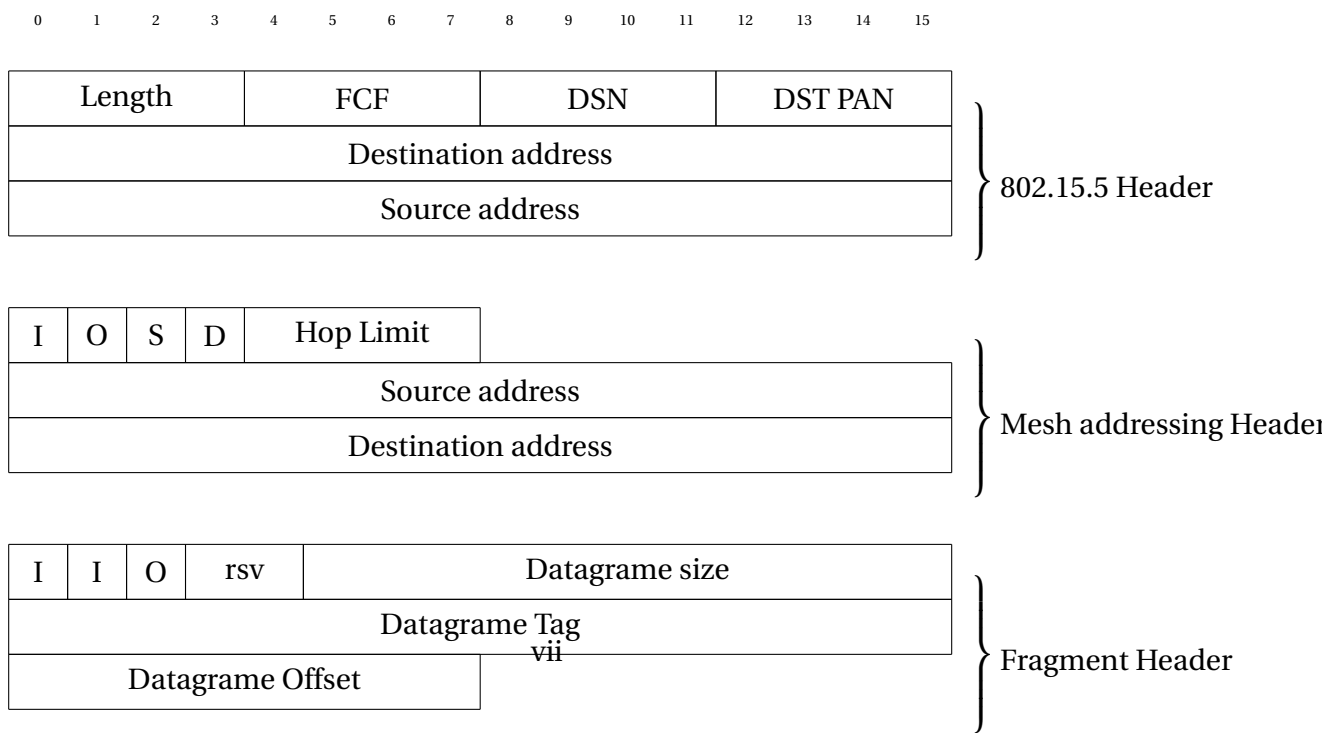 0 1 2 3 4 5 6 7 8 9 10 11 12 13 14 15
Length FCF DSN DST PAN
Destination address
Source address
802.15.5 Header
I O S D Hop Limit
Source address
Destination address
Mesh addressing Header
I I O rsv Datagrame size
Datagrame Tag
vii
Datagrame Offset
Fragment Header